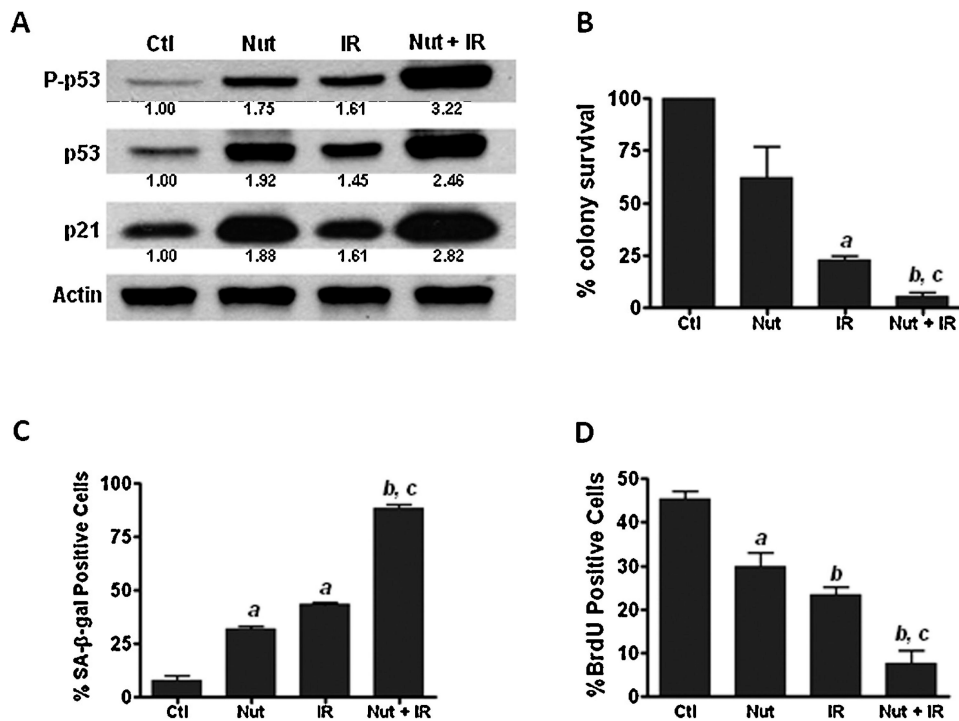 A
Ctl Nut IR Nut + IR
P-p53
1.00 1.75 1.61 3.22
p53
1.00 1.92 1.45 2.46
p21
1.00 1.88 1.61 2.82
Actin
B
% colony survival
100
75
50
25
0
a
b, c
Ctl Nut IR Nut + IR
C
% SA-β-gal Positive Cells
100
75
50
25
0
a
a
b, c
Ctl Nut IR Nut + IR
D
%BrdU Positive Cells
50
40
30
20
10
0
a
b
b, c
Ctl Nut IR Nut + IR